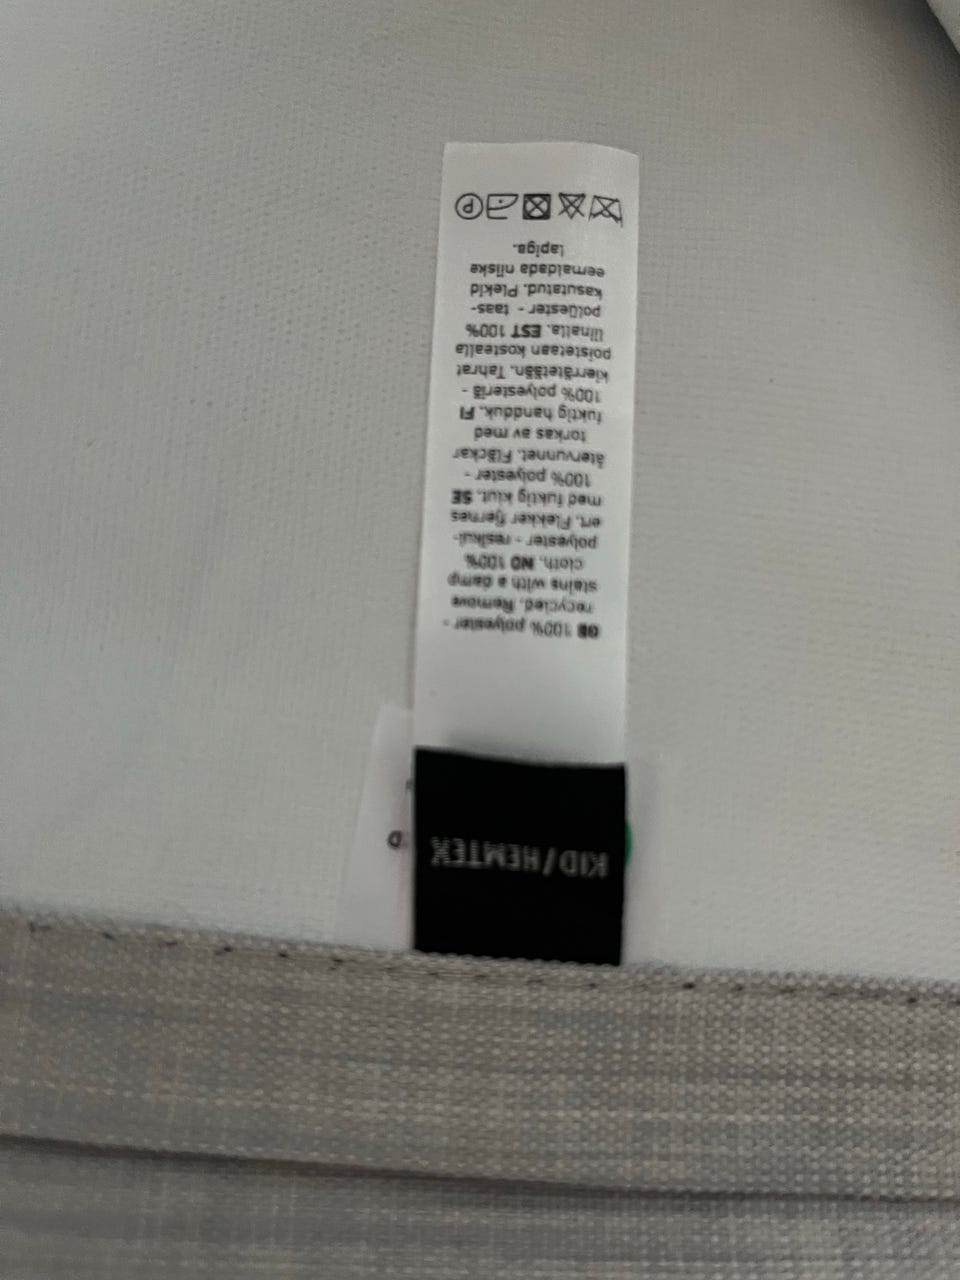 KID/HEMTEX
GB 100% polyester -
recycled. Remove
stains with a damp
cloth. NO 100%
polyester - resikul-
ert. Flekker fjernes
med fuktig klut. SE
100% polyester -
återvunnet. Fläckar
torkas av med
fuktig handduk. FI
100% polyesteriä -
kierrätetään. Tahrat
poistetaan kostealla
liinalla. EST 100%
polüester - taas-
kasutatud. Plekid
eemaldada niiske
lapiga.
P